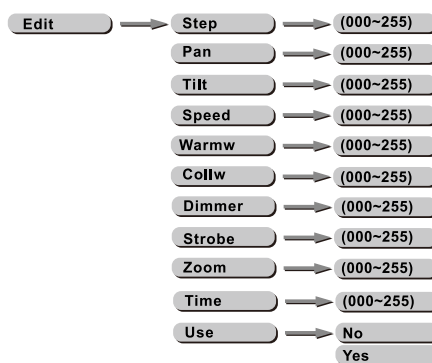 Edit Step (000~255)
Pan (000~255)
Tilt (000~255)
Speed (000~255)
Warmw (000~255)
Collw (000~255)
Dimmer (000~255)
Strobe (000~255)
Zoom (000~255)
Time (000~255)
Use No
Yes